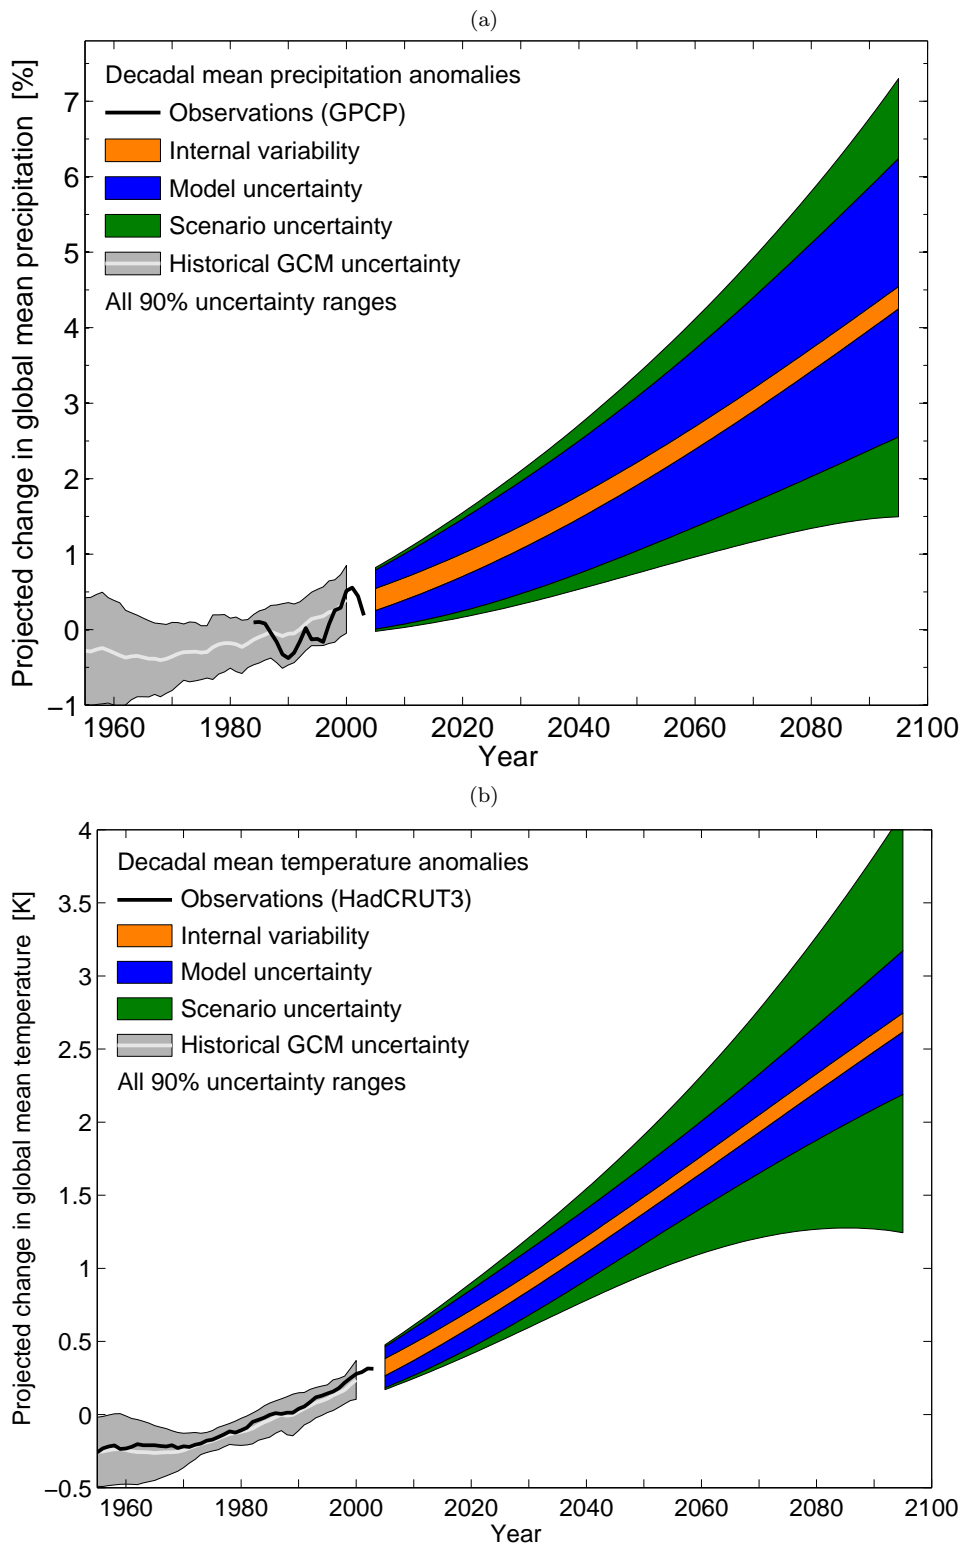 (a)
Projected change in global mean precipitation [%]
Decadal mean precipitation anomalies
Observations (GPCP)
Internal variability
Model uncertainty
Scenario uncertainty
Historical GCM uncertainty
All 90% uncertainty ranges
7
6
5
4
3
2
1
0
−1
1960 1980 2000 2020 2040 2060 2080 2100
Year
(b)
Projected change in global mean temperature [K]
Decadal mean temperature anomalies
Observations (HadCRUT3)
Internal variability
Model uncertainty
Scenario uncertainty
Historical GCM uncertainty
All 90% uncertainty ranges
4
3.5
3
2.5
2
1.5
1
0.5
0
−0.5
1960 1980 2000 2020 2040 2060 2080 2100
Year